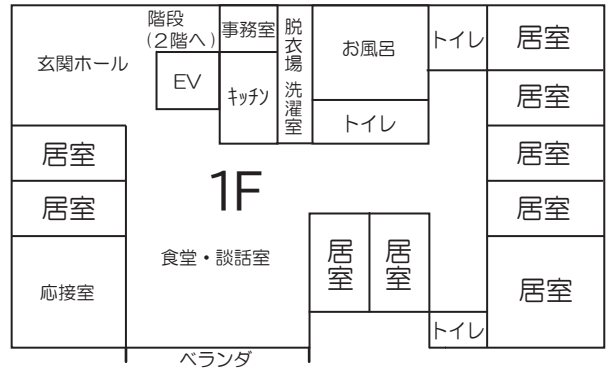 階段
(2階へ)
事務室
脱衣場 洗濯室
お風呂
トイレ
居室
玄関ホール
EV
キッチン
居室
トイレ
居室
居室
1F
居室
居室
居室
居室
食堂・談話室
応接室
居室
トイレ
ベランダ